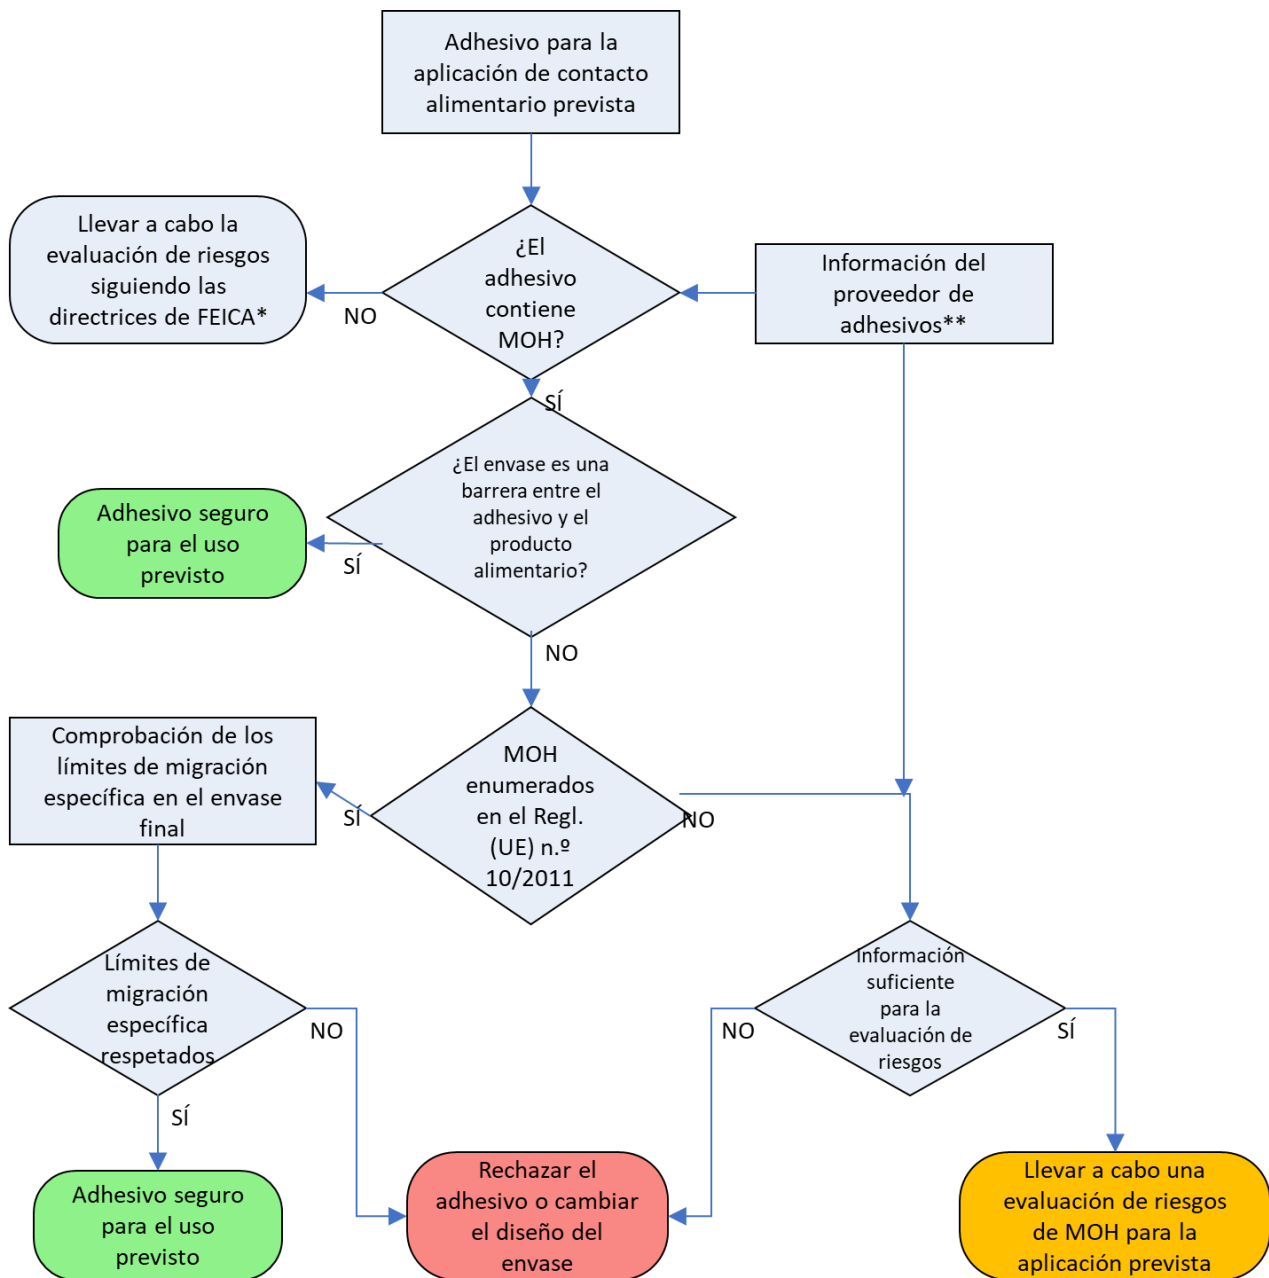 Adhesivo para la
aplicación de contacto
alimentario prevista
Llevar a cabo la
evaluación de riesgos
siguiendo las
directrices de FEICA*
NO
¿El
adhesivo
contiene
MOH?
Información del
proveedor de
adhesivos**
SÍ
¿El envase es una
barrera entre el
adhesivo y el
producto
alimentario?
Adhesivo seguro
para el uso
previsto
SÍ
NO
Comprobación de los
límites de migración
específica en el envase
final
SÍ
MOH
enumerados
en el Regl.
(UE) n.º
10/2011
NO
Límites de
migración
específica
respetados
NO
SÍ
Información
suficiente
para la
evaluación de
riesgos
NO
SÍ
Adhesivo seguro
para el uso
previsto
Rechazar el
adhesivo o cambiar
el diseño del
envase
Llevar a cabo una
evaluación de riesgos
de MOH para la
aplicación prevista